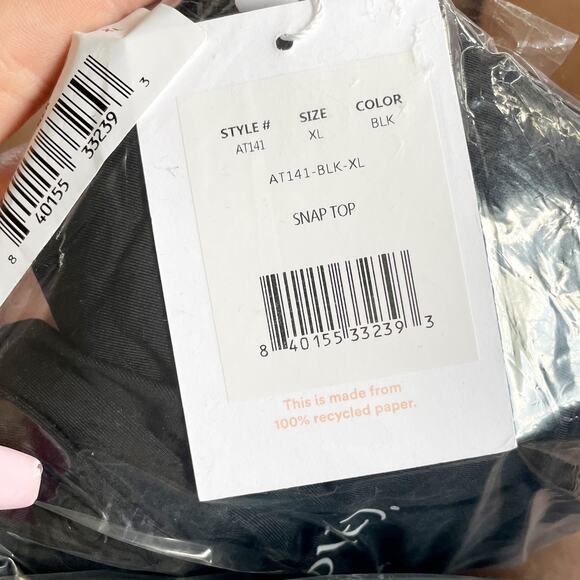 STYLE # SIZE COLOR
AT141 XL BLK
AT141-BLK-XL
SNAP TOP
8 40155 33239 3
This is made from
100% recycled paper.
8 40155 33239 3